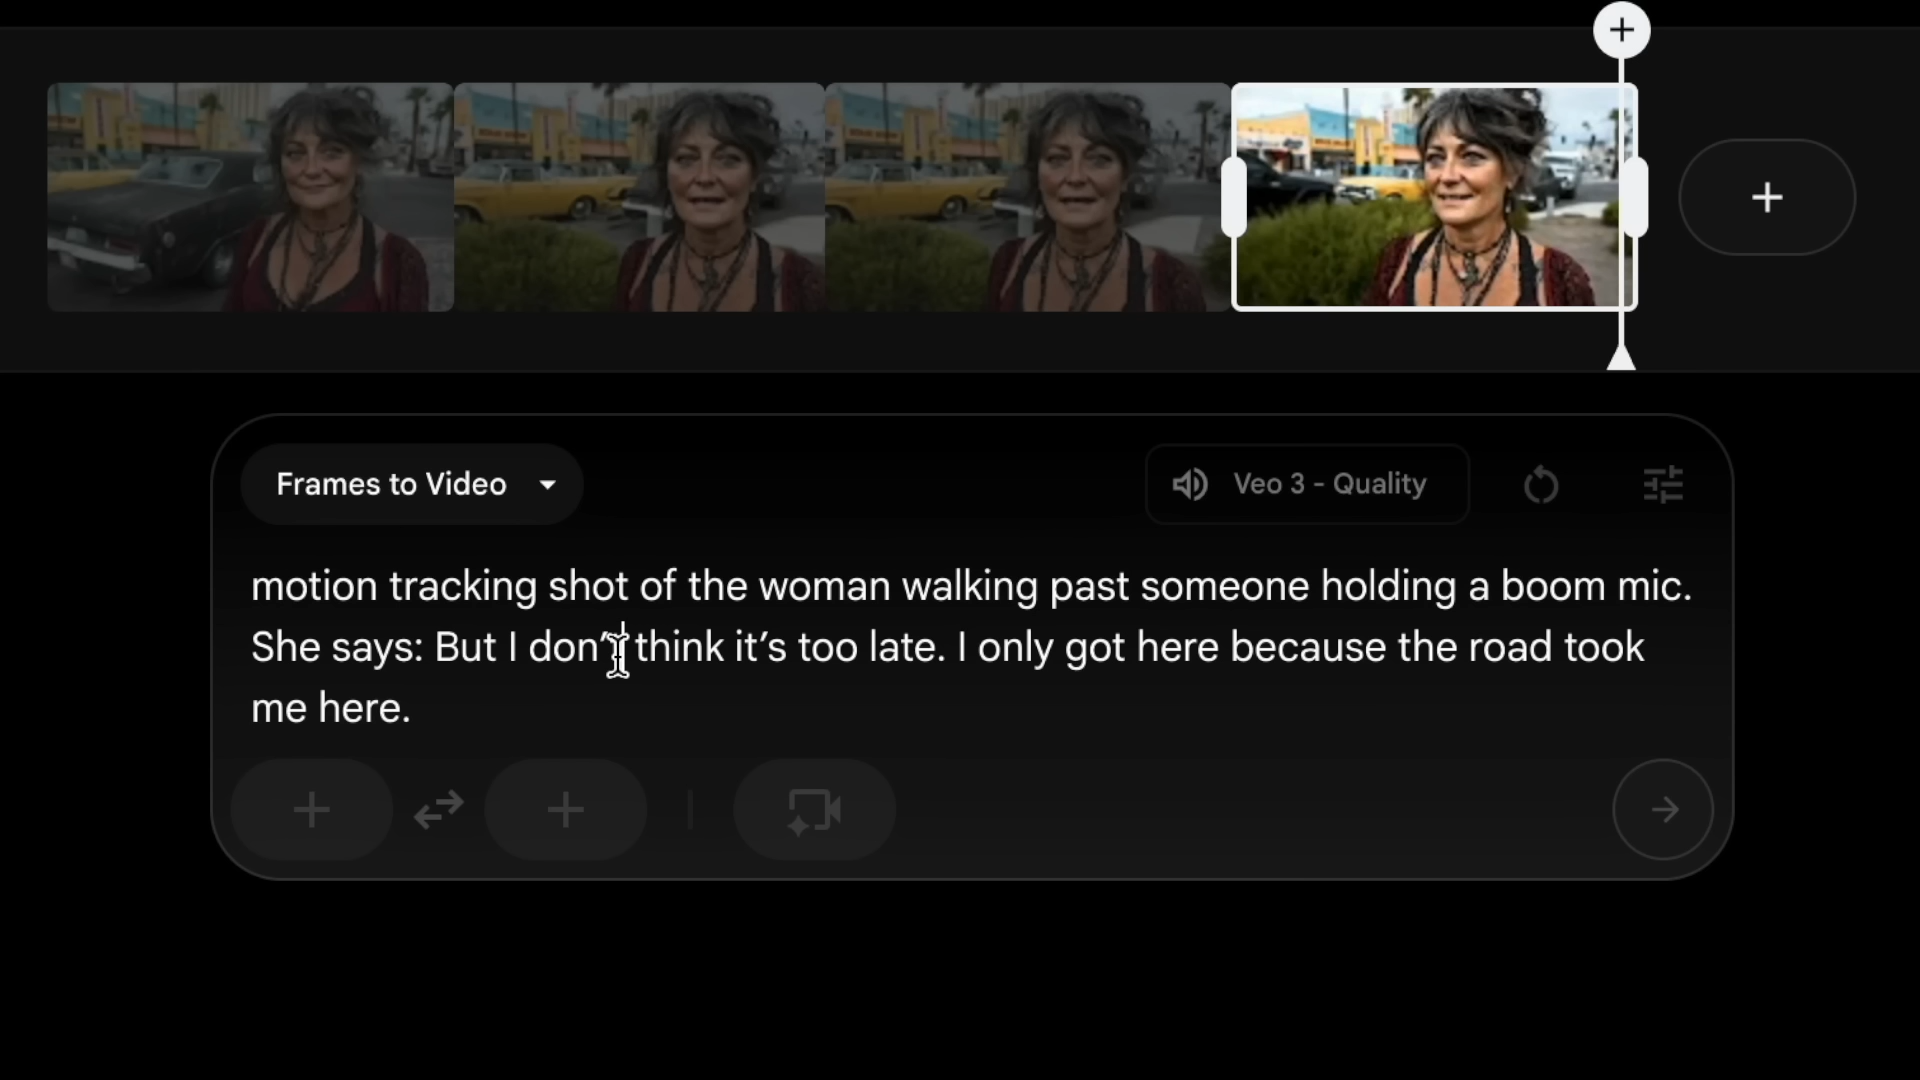 Frames to Video
Veo 3 - Quality
motion tracking shot of the woman walking past someone holding a boom mic.
She says: But I don’t think it’s too late. I only got here because the road took
me here.